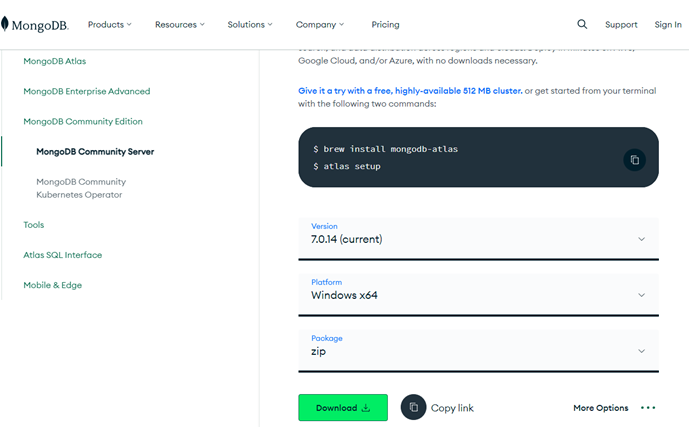 MongoDB.
Products
Resources
Solutions
Company
Pricing
Support
Sign In
MongoDB Atlas
MongoDB Enterprise Advanced
MongoDB Community Edition
MongoDB Community Server
MongoDB Community
Kubernetes Operator
Tools
Atlas SQL Interface
Mobile & Edge
Google Cloud, and/or Azure, with no downloads necessary.
Give it a try with a free, highly-available 512 MB cluster. or get started from your terminal
with the following two commands:
$ brew install mongodb-atlas
$ atlas setup
Version
7.0.14 (current)
Platform
Windows x64
Package
zip
Download
Copy link
More Options